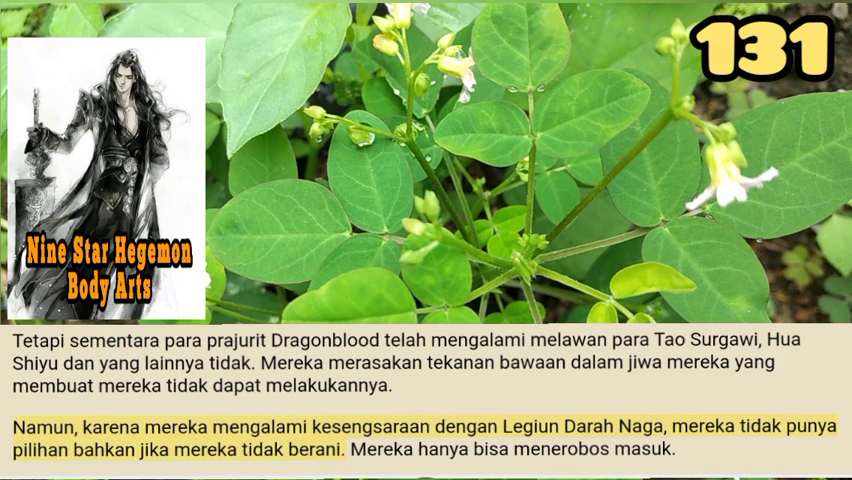 131
Nine Star Hegemon
Body Arts
Tetapi sementara para prajurit Dragonblood telah mengalami melawan para Tao Surgawi, Hua
Shiyu dan yang lainnya tidak. Mereka merasakan tekanan bawaan dalam jiwa mereka yang
membuat mereka tidak dapat melakukannya.
Namun, karena mereka mengalami kesengsaraan dengan Legiun Darah Naga, mereka tidak punya
pilihan bahkan jika mereka tidak berani. Mereka hanya bisa menerobos masuk.